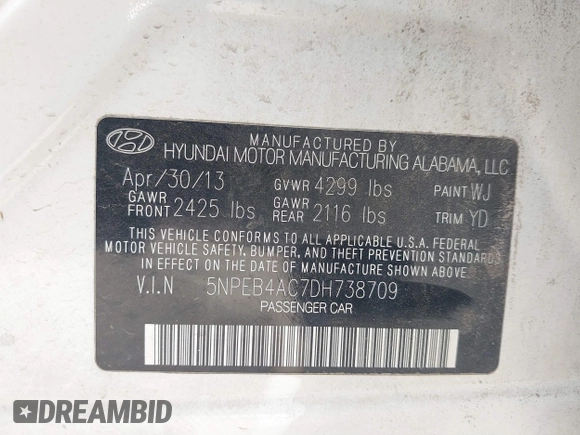 MANUFACTURED BY
HYUNDAI MOTOR MANUFACTURING ALABAMA, LLC
Apr/30/13 GVWR 4299 lbs PAINT WJ
GAWR FRONT 2425 lbs GAWR REAR 2116 lbs TRIM YD
THIS VEHICLE CONFORMS TO ALL APPLICABLE U.S.A. FEDERAL
MOTOR VEHICLE SAFETY, BUMPER, AND THEFT PREVENTION STANDARDS
IN EFFECT ON THE DATE OF MANUFACTURE SHOWN ABOVE.
V.I.N 5NPEB4AC7DH738709
PASSENGER CAR
DREAMBID